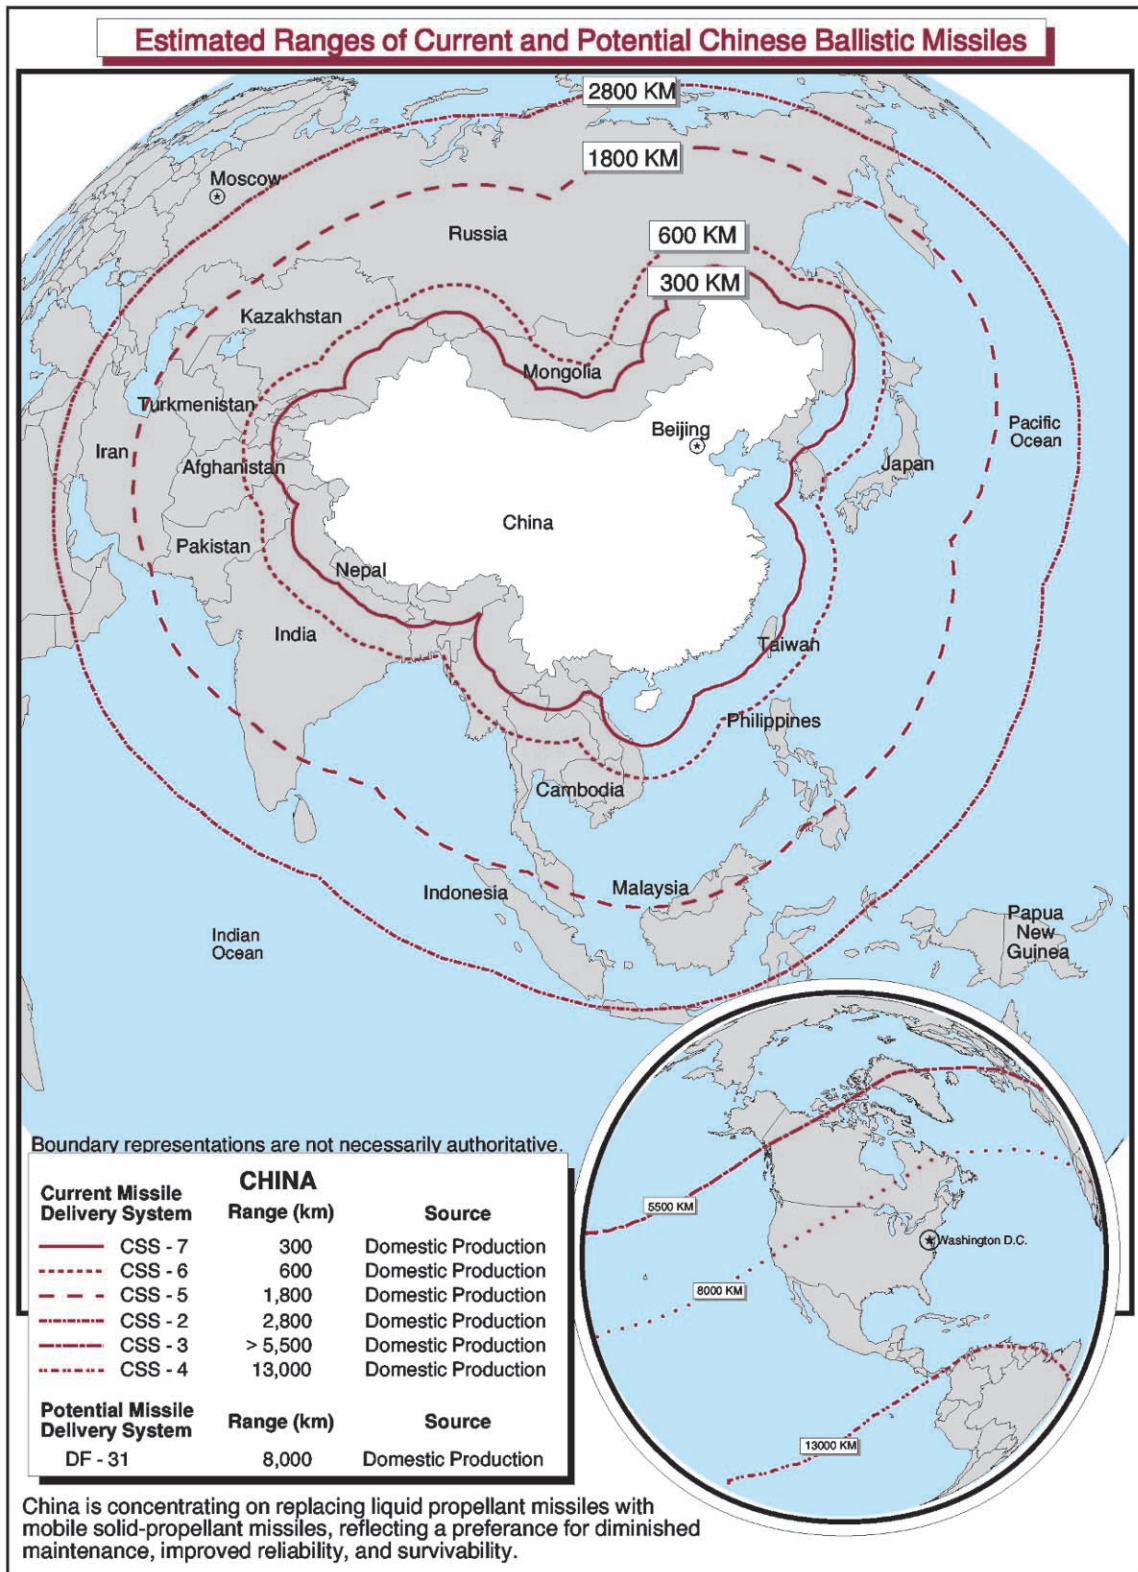 Estimated Ranges of Current and Potential Chinese Ballistic Missiles
2800 KM
1800 KM
Moscow
Russia
600 KM
300 KM
Kazakhstan
Mongolia
Turkmenistan
Beijing
Pacific
Ocean
Iran
Afghanistan
Japan
China
Pakistan
Nepal
India
Taiwan
Philippines
Cambodia
Indonesia
Malaysia
Indian
Ocean
Papua
New
Guinea
5500 KM
Washington D.C.
8000 KM
13000 KM
Boundary representations are not necessarily authoritative.
CHINA
Current Missile
Delivery System Range (km) Source
CSS - 7 300 Domestic Production
CSS - 6 600 Domestic Production
CSS - 5 1,800 Domestic Production
CSS - 2 2,800 Domestic Production
CSS - 3 > 5,500 Domestic Production
CSS - 4 13,000 Domestic Production
Potential Missile
Delivery System Range (km) Source
DF - 31 8,000 Domestic Production
China is concentrating on replacing liquid propellant missiles with
mobile solid-propellant missiles, reflecting a preferance for diminished
maintenance, improved reliability, and survivability.